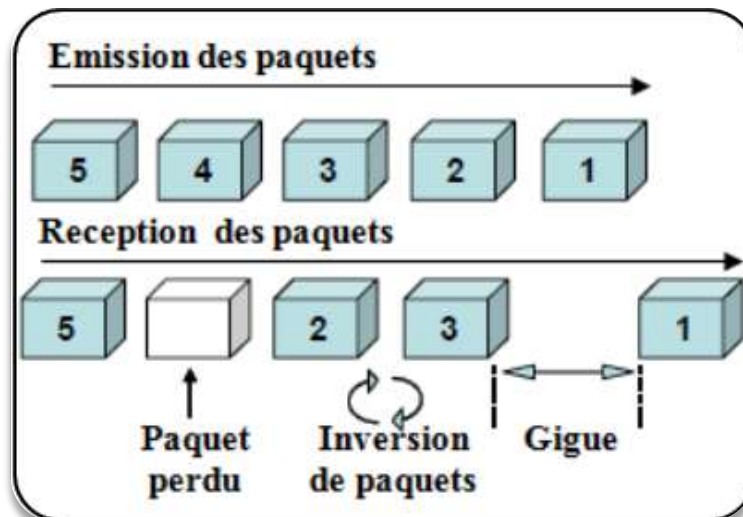 Emission des paquets
5 4 3 2 1
Reception des paquets
5 2 3 1
Paquet perdu
Inversion de paquets
Gigue